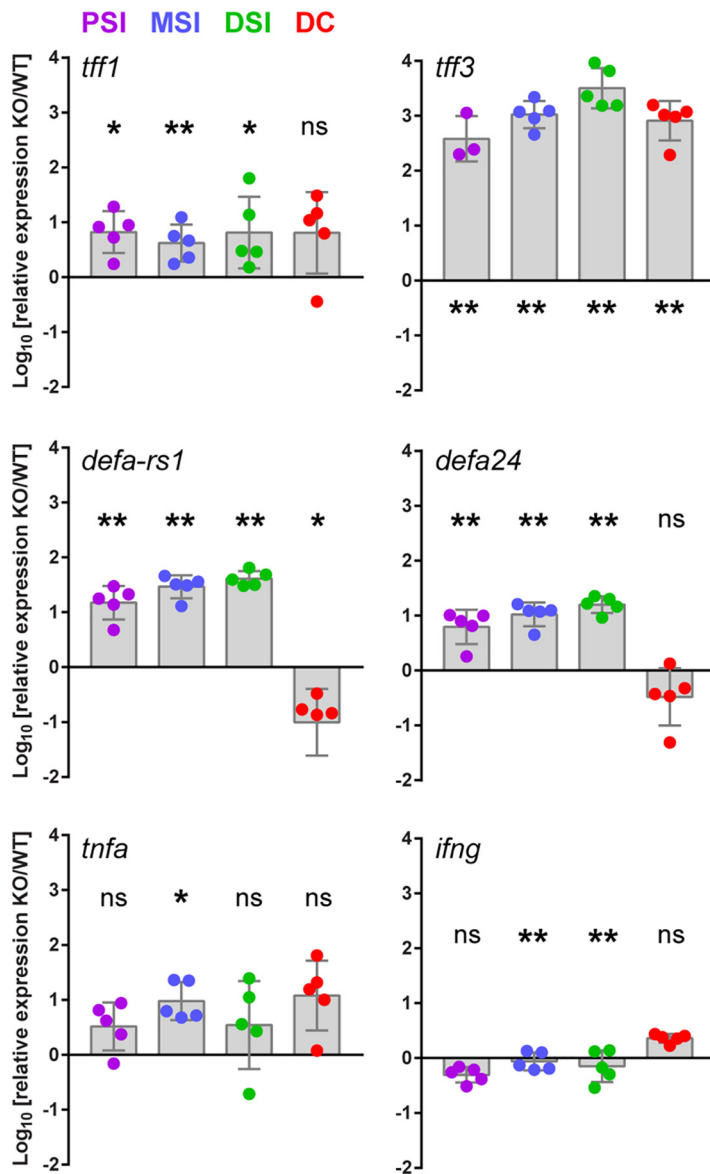 PSI MSI DSI DC
Log10 [relative expression KO/WT]
tff1
4
3
2
1
0
-1
-2
* ** * ns
tff3
4
3
2
1
0
-1
-2
** ** ** **
Log10 [relative expression KO/WT]
defa-rs1
4
3
2
1
0
-1
-2
** ** ** *
defa24
4
3
2
1
0
-1
-2
** ** ** ns
Log10 [relative expression KO/WT]
tnfa
4
3
2
1
0
-1
-2
ns * ns ns
ifng
4
3
2
1
0
-1
-2
ns ** ** ns